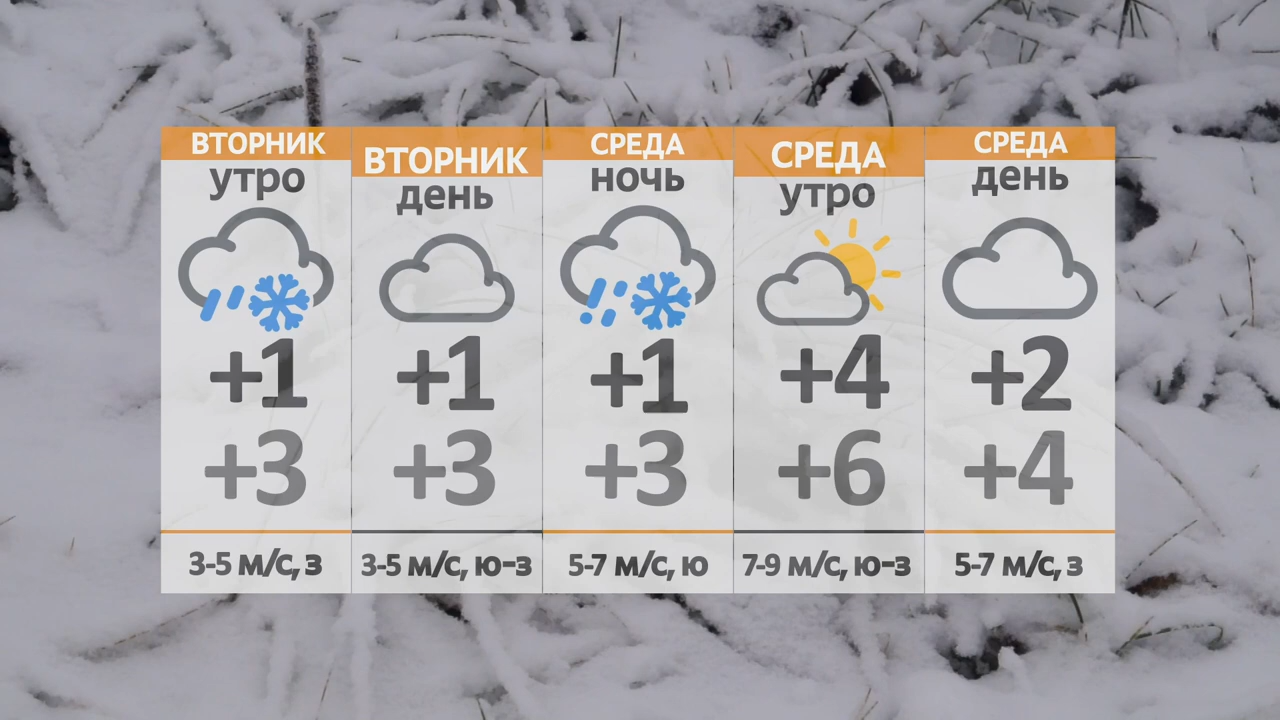 ВТОРНИК
утро
+1
+3
3-5 м/с, з
ВТОРНИК
день
+1
+3
3-5 м/с, ю-з
СРЕДА
ночь
+1
+3
5-7 м/с, ю
СРЕДА
утро
+4
+6
7-9 м/с, ю-з
СРЕДА
день
+2
+4
5-7 м/с, з